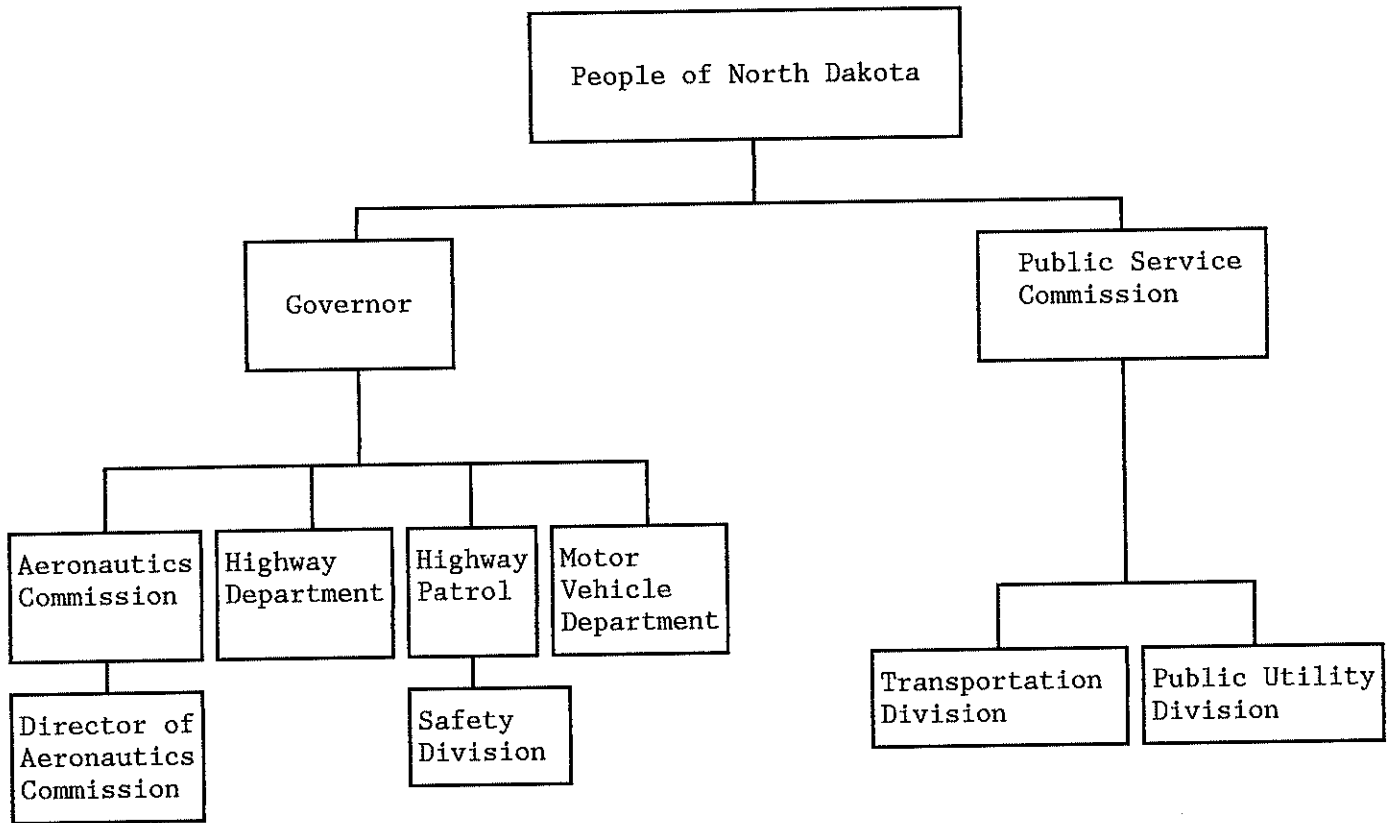 People of North Dakota
Governor
Public Service
Commission
Aeronautics
Commission
Highway
Department
Highway
Patrol
Motor
Vehicle
Department
Director of
Aeronautics
Commission
Safety
Division
Transportation
Division
Public Utility
Division